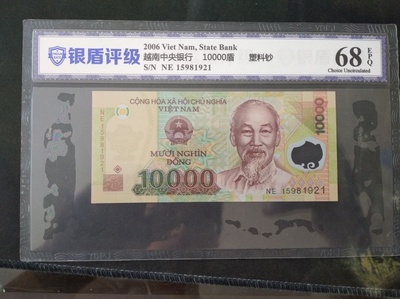 银盾评级
2006 Viet Nam, State Bank
越南中央银行 10000盾 塑料钞
S/N NE 15981921
68 EPQ
Choice Uncirculated
CỘNG HÒA XÃ HỘI CHỦ NGHĨA
VIỆT NAM
NE 15981921
10000
MƯỜI NGHÌN
ĐỒNG
10000
NE 15981921